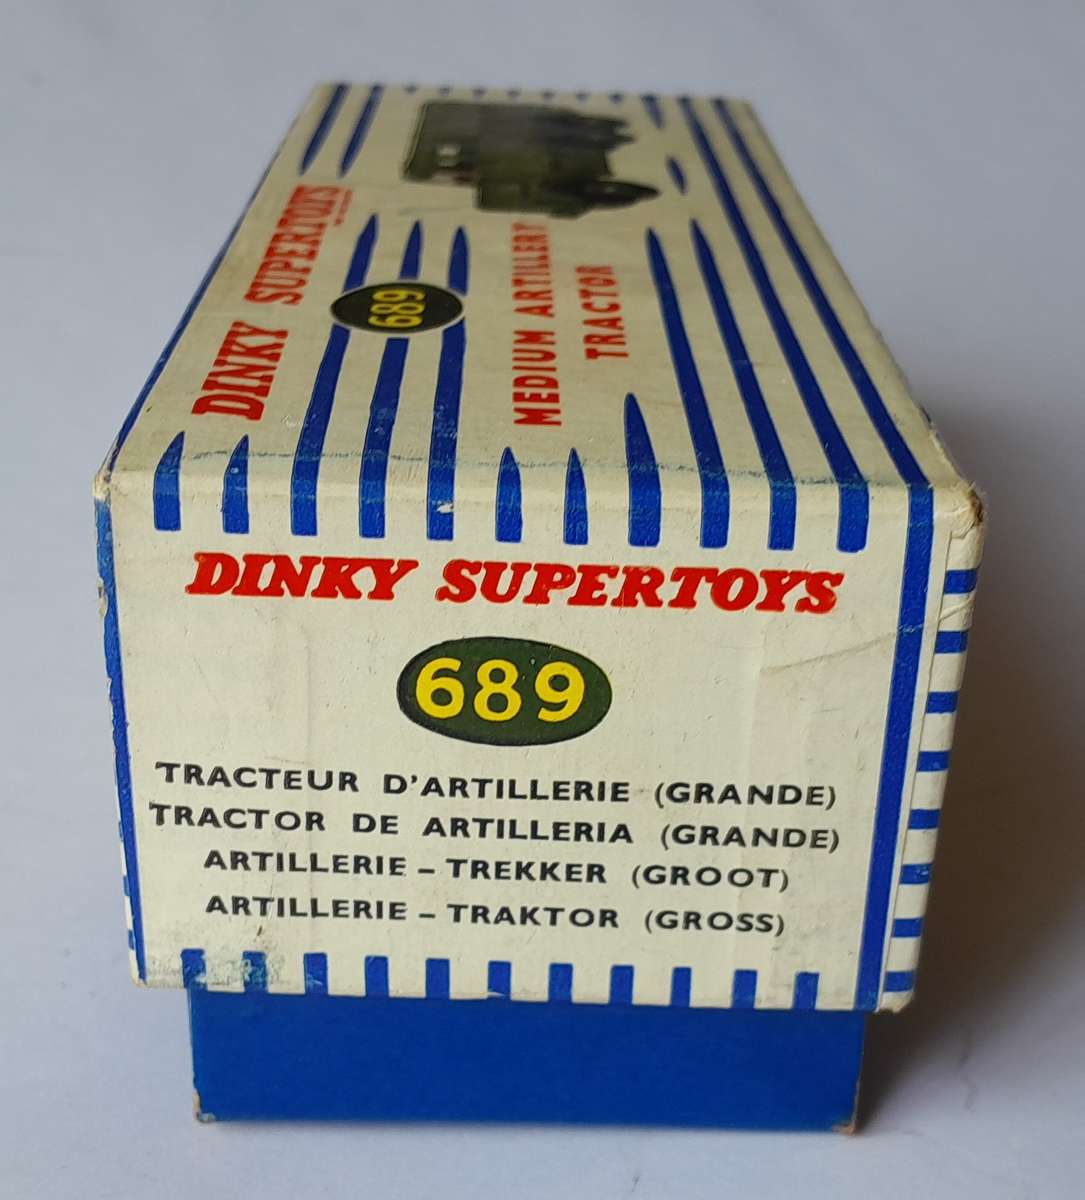 DINKY SUPERTOYS
689
MEDIUM ARTILLERY
TRACTOR
DINKY SUPERTOYS
689
TRACTEUR D'ARTILLERIE (GRANDE)
TRACTOR DE ARTILLERIA (GRANDE)
ARTILLERIE – TREKKER (GROOT)
ARTILLERIE – TRAKTOR (GROSS)